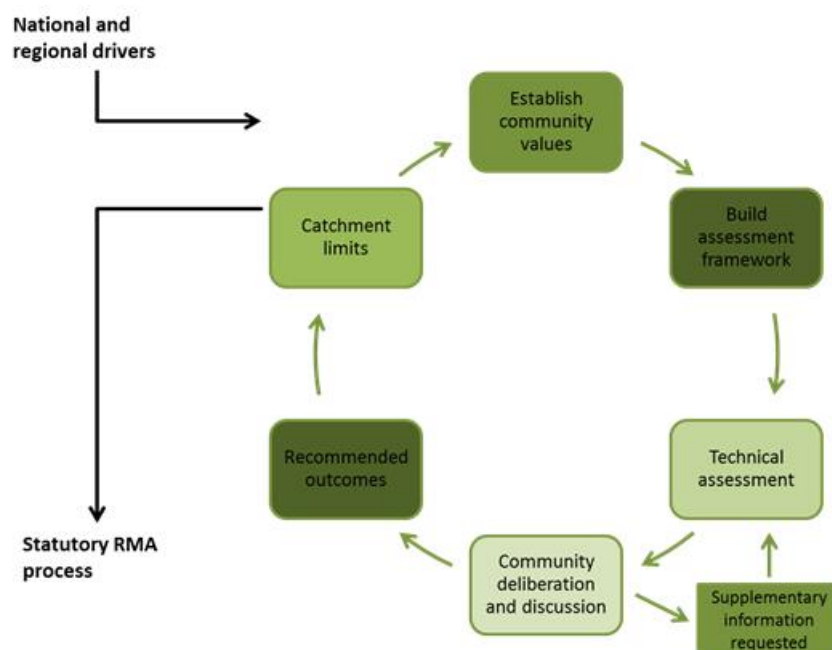 National and
regional drivers
Establish
community
values
Build
assessment
framework
Catchment
limits
Recommended
outcomes
Technical
assessment
Statutory RMA
process
Community
deliberation
and discussion
Supplementary
information
requested